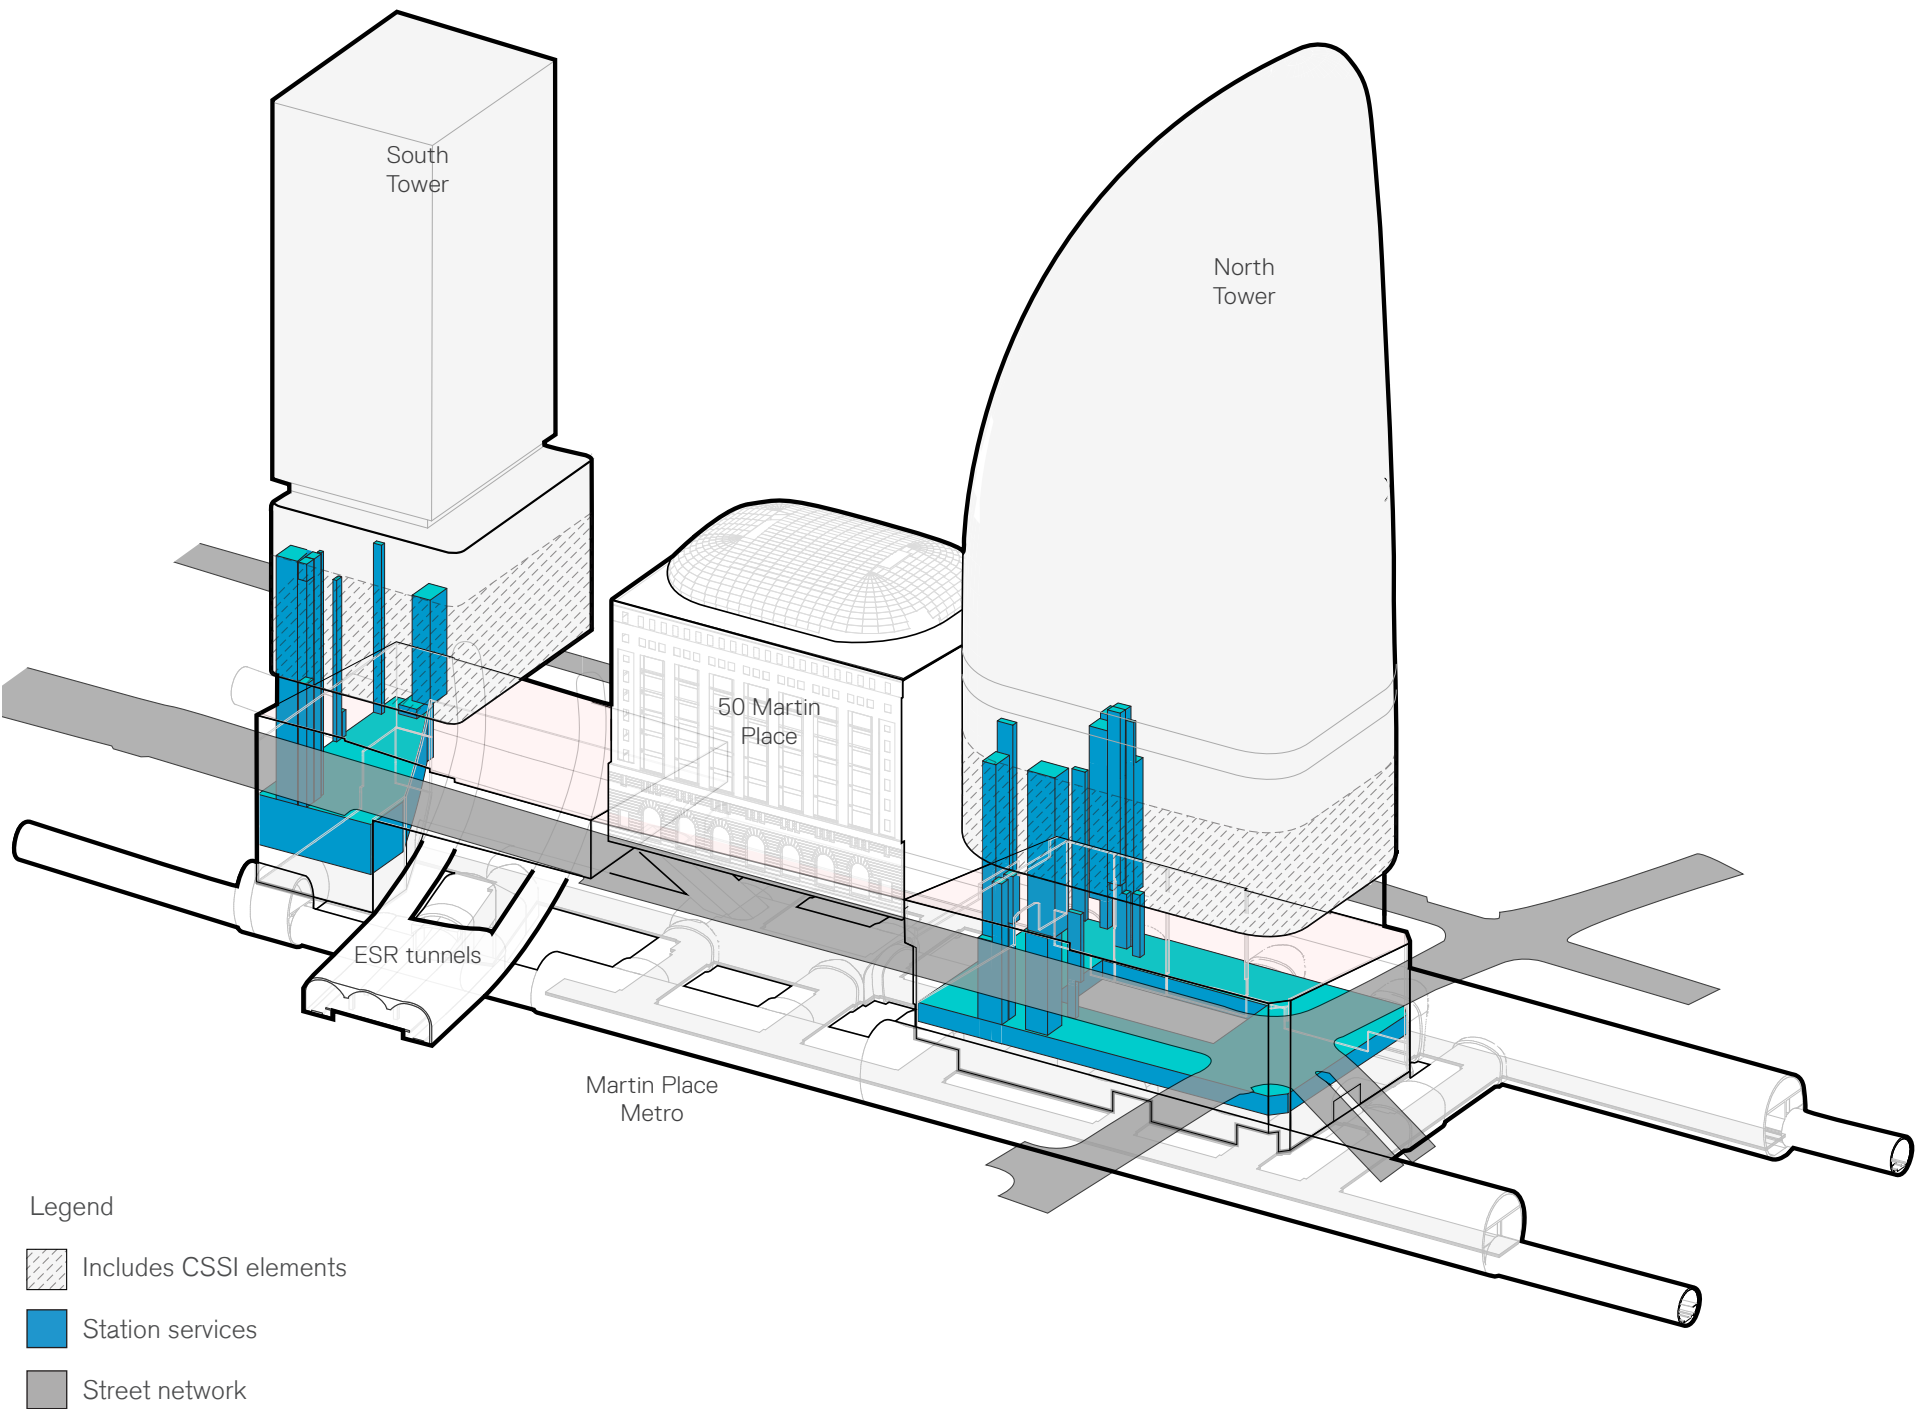 South
Tower
North
Tower
50 Martin
Place
ESR tunnels
Martin Place
Metro
Legend
Includes CSSI elements
Station services
Street network